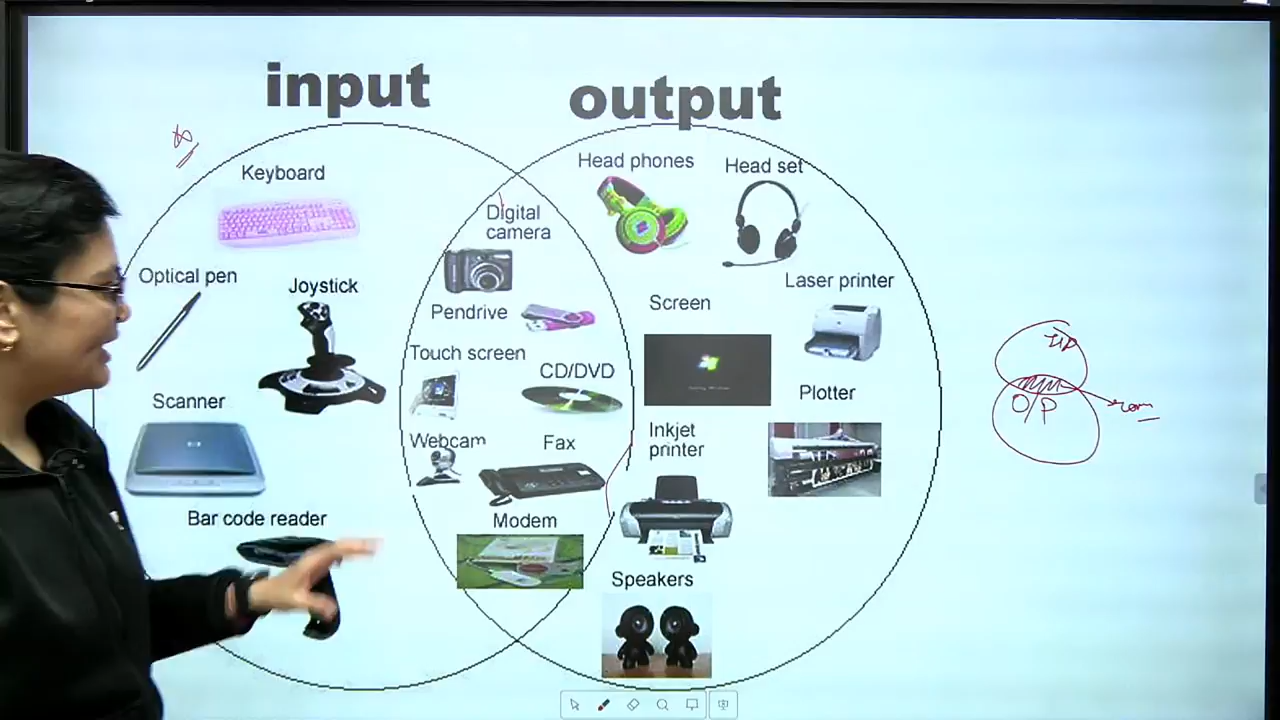 input
output
Keyboard
Optical pen
Joystick
Scanner
Bar code reader
Digital
camera
Pendrive
Touch screen
CD/DVD
Webcam
Fax
Modem
Head phones
Head set
Laser printer
Screen
Plotter
Inkjet
printer
Speakers
I/P
O/P